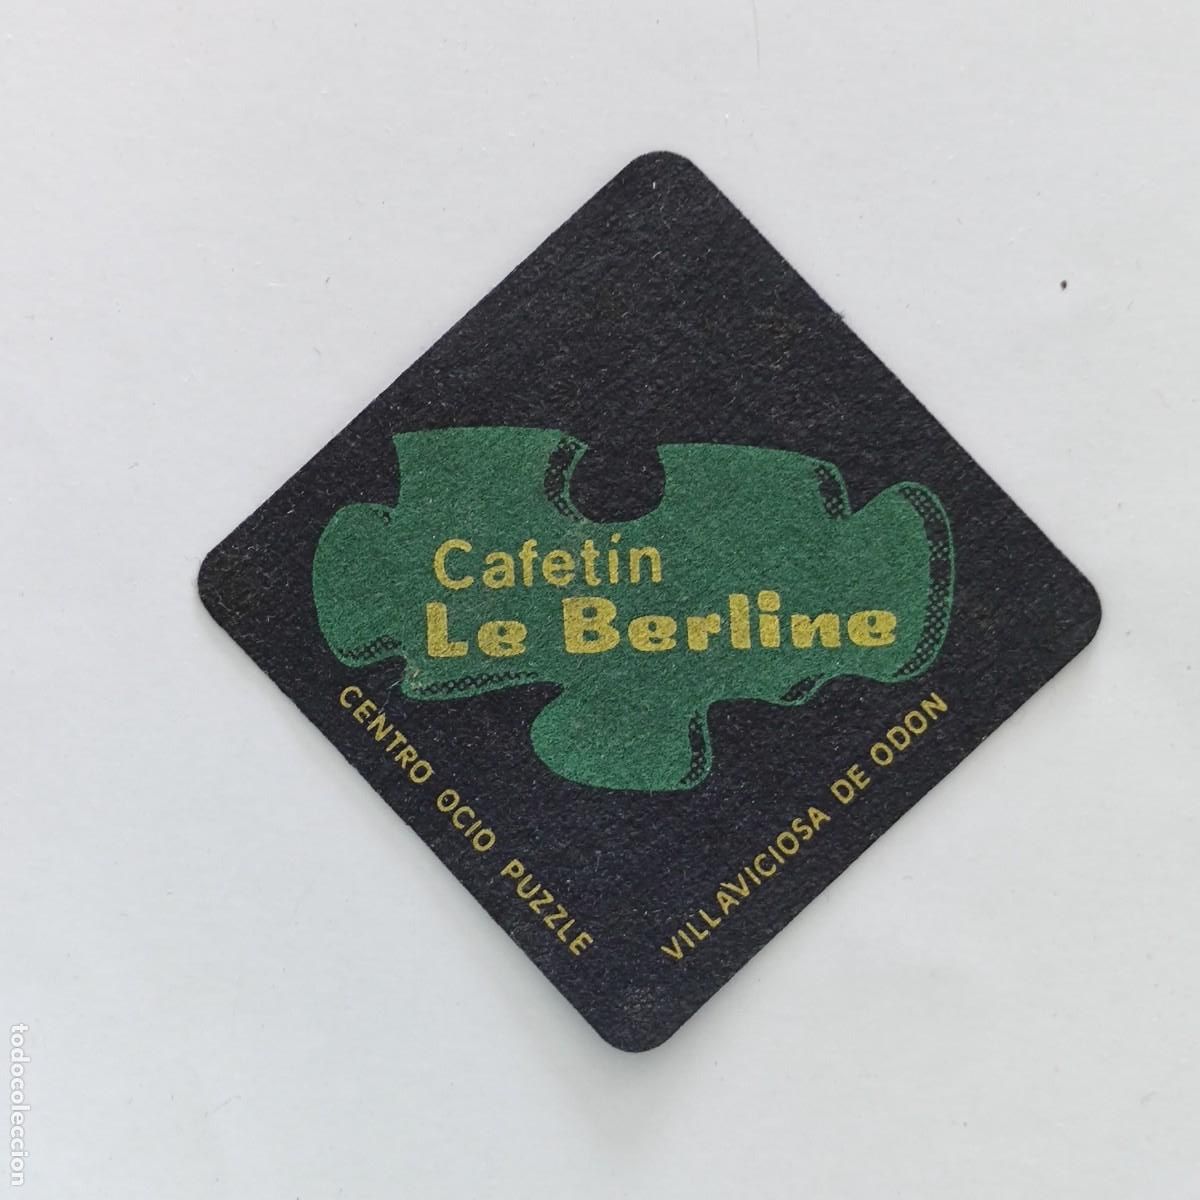 Cafetín
Le Berline
CENTRO OCIO PUZZLE
VILLAVICIOSA DE ODON
todocoleccion